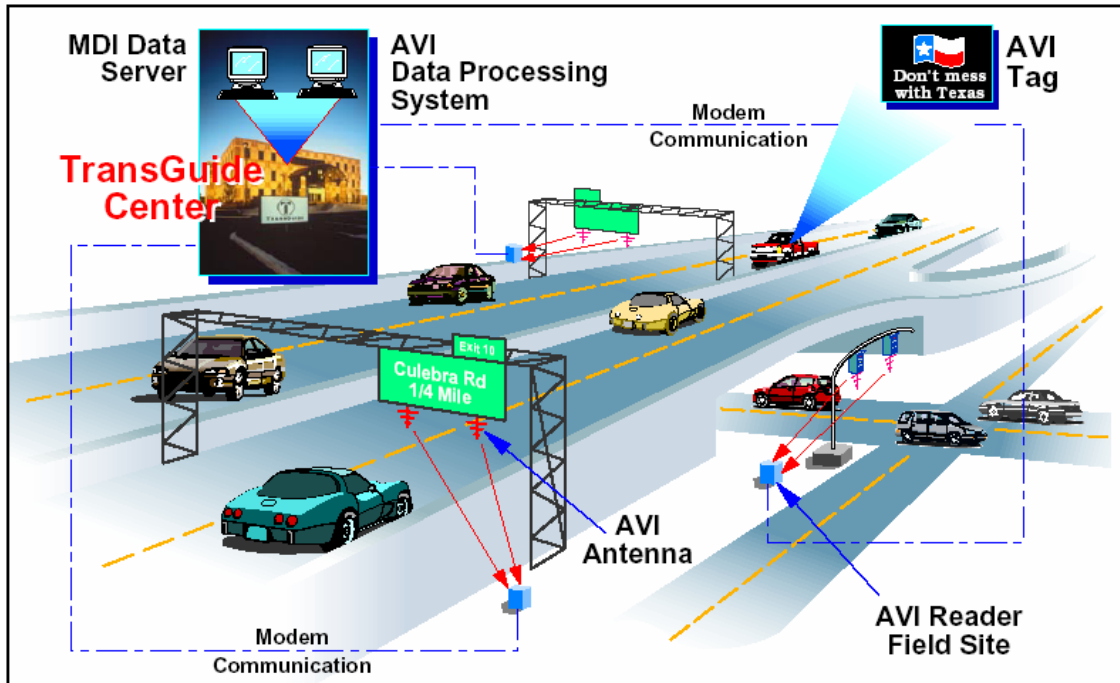 MDI Data
Server
AVI
Data Processing
System
Don't mess
with Texas
AVI
Tag
Modem
Communication
TransGuide
Center
TRANSGUIDE
Exit 10
Culebra Rd
1/4 Mile
AVI
Antenna
AVI Reader
Field Site
Modem
Communication